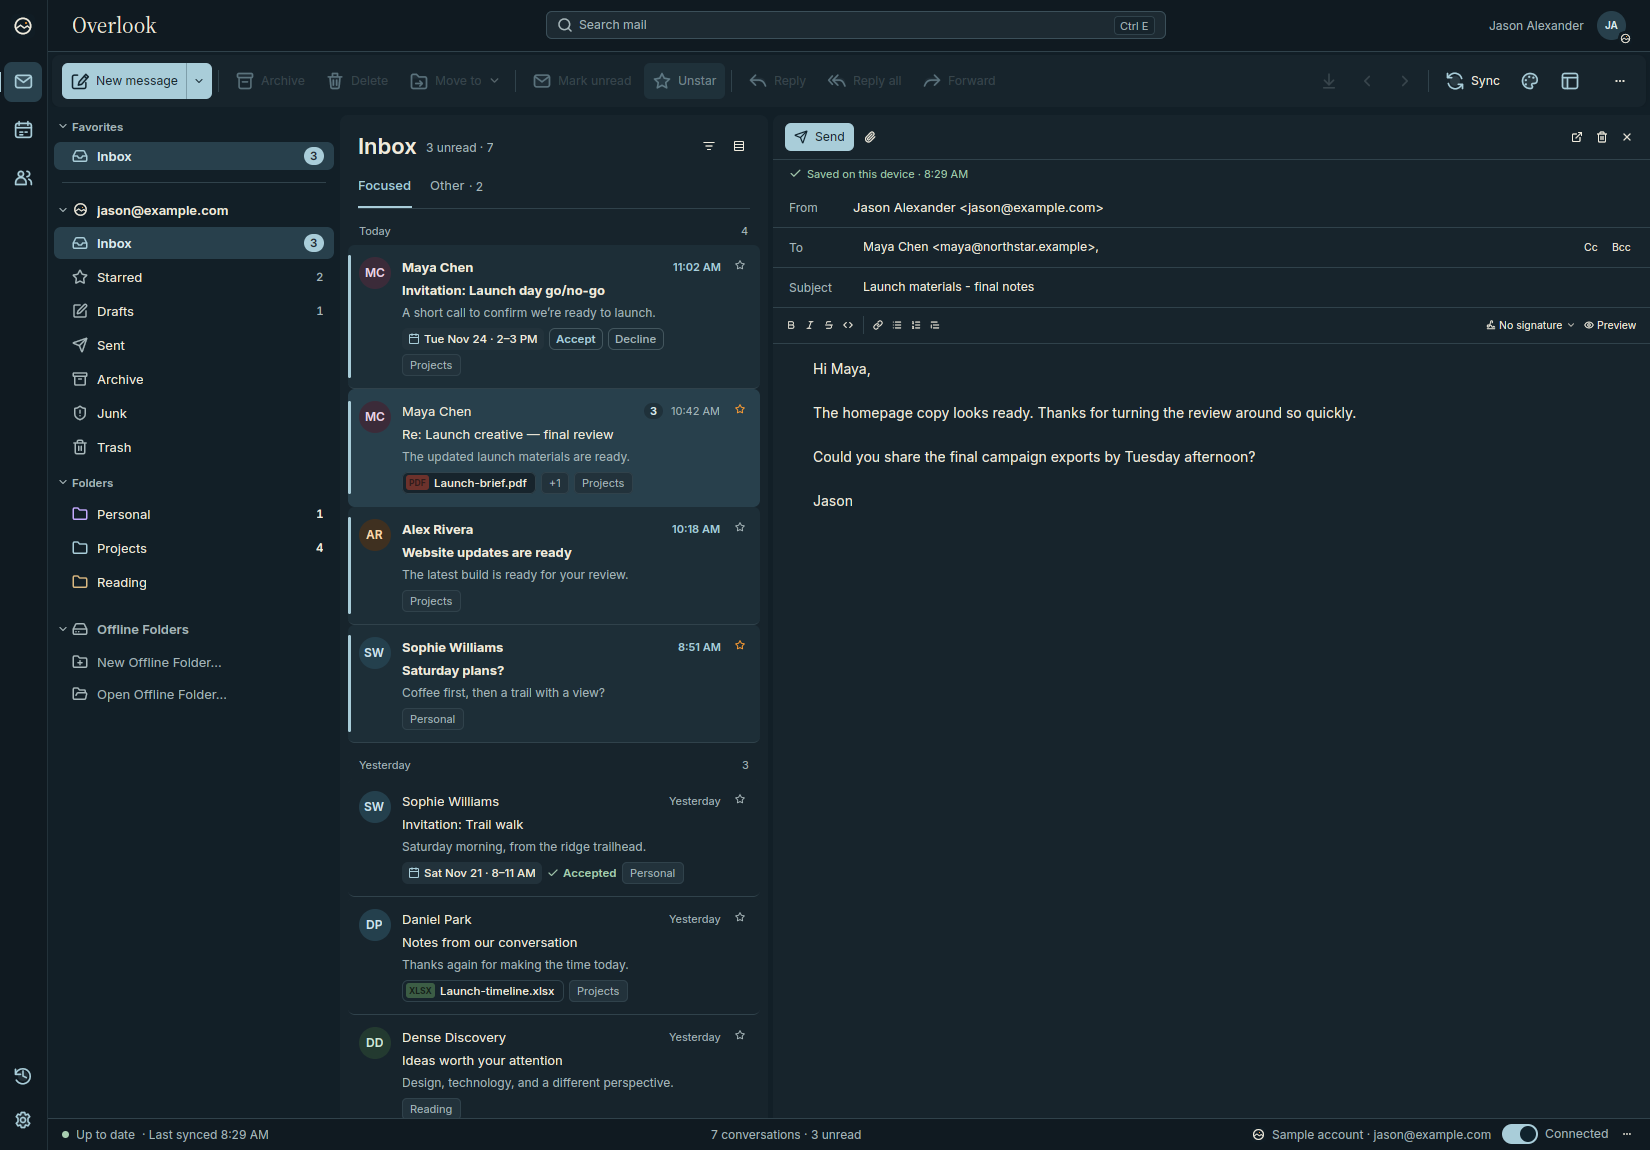 Overlook
Search mail
Ctrl E
Jason Alexander
JA
New message
Archive
Delete
Move to
Mark unread
Unstar
Reply
Reply all
Forward
Sync
Favorites
Inbox 3
jason@example.com
Inbox 3
Starred 2
Drafts 1
Sent
Archive
Junk
Trash
Folders
Personal 1
Projects 4
Reading
Offline Folders
New Offline Folder...
Open Offline Folder...
Inbox 3 unread · 7
Focused Other · 2
Today 4
MC Maya Chen 11:02 AM
Invitation: Launch day go/no-go
A short call to confirm we're ready to launch.
Tue Nov 24 · 2–3 PM Accept Decline
Projects
MC Maya Chen 3 10:42 AM
Re: Launch creative — final review
The updated launch materials are ready.
PDF Launch-brief.pdf +1 Projects
AR Alex Rivera 10:18 AM
Website updates are ready
The latest build is ready for your review.
Projects
SW Sophie Williams 8:51 AM
Saturday plans?
Coffee first, then a trail with a view?
Personal
Yesterday 3
SW Sophie Williams Yesterday
Invitation: Trail walk
Saturday morning, from the ridge trailhead.
Sat Nov 21 · 8–11 AM Accepted Personal
DP Daniel Park Yesterday
Notes from our conversation
Thanks again for making the time today.
XLSX Launch-timeline.xlsx Projects
DD Dense Discovery Yesterday
Ideas worth your attention
Design, technology, and a different perspective.
Reading
Send
Saved on this device · 8:29 AM
From Jason Alexander <jason@example.com>
To Maya Chen <maya@northstar.example>, Cc Bcc
Subject Launch materials - final notes
B I S No signature Preview
Hi Maya,
The homepage copy looks ready. Thanks for turning the review around so quickly.
Could you share the final campaign exports by Tuesday afternoon?
Jason
Up to date · Last synced 8:29 AM
7 conversations · 3 unread
Sample account · jason@example.com Connected